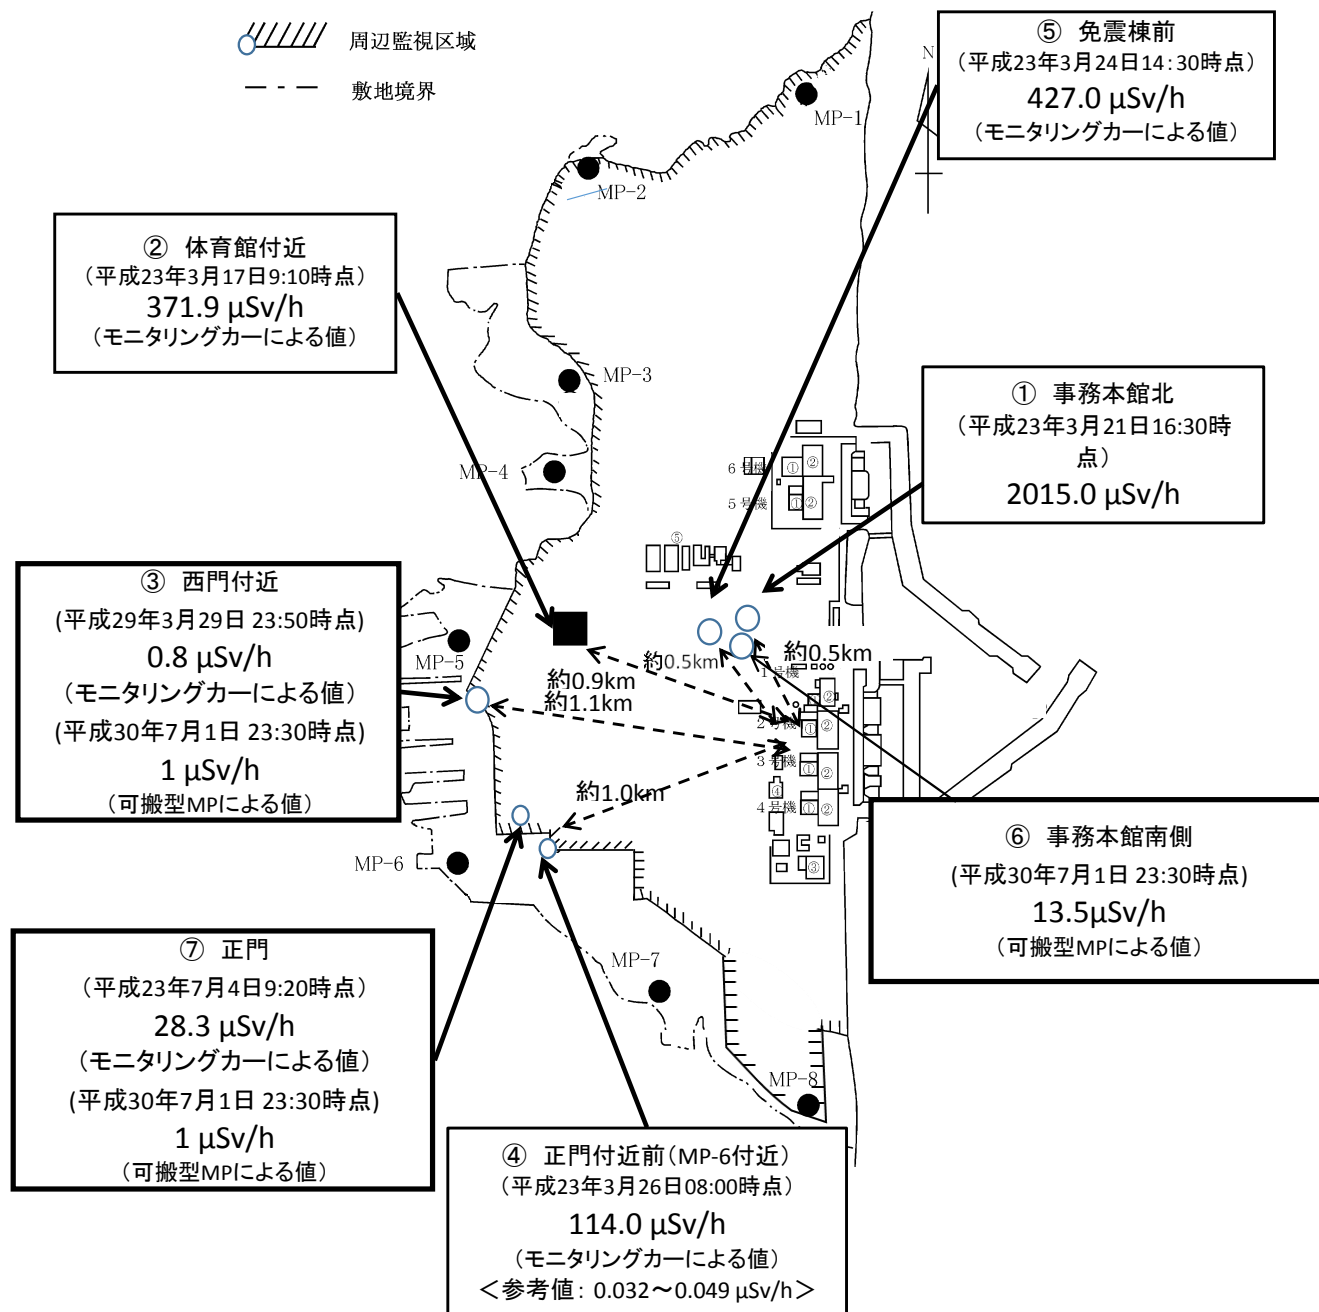 周辺監視区域
敷地境界
⑤ 免震棟前
(平成23年3月24日14:30時点)
427.0 µSv/h
(モニタリングカーによる値)
N
MP-1
MP-2
② 体育館付近
(平成23年3月17日9:10時点)
371.9 µSv/h
(モニタリングカーによる値)
MP-3
① 事務本館北
(平成23年3月21日16:30時
点)
2015.0 µSv/h
MP-4
6号機
① ②
5号機
① ②
⑤
③ 西門付近
(平成29年3月29日 23:50時点)
0.8 µSv/h
(モニタリングカーによる値)
(平成30年7月1日 23:30時点)
1 µSv/h
(可搬型MPによる値)
MP-5
約0.5km
約0.5km
約0.9km
約1.1km
1号機
②
2号機
① ②
3号機
① ②
約1.0km
④
4号機
① ②
③
MP-6
⑥ 事務本館南側
(平成30年7月1日 23:30時点)
13.5µSv/h
(可搬型MPによる値)
⑦ 正門
(平成23年7月4日9:20時点)
28.3 µSv/h
(モニタリングカーによる値)
(平成30年7月1日 23:30時点)
1 µSv/h
(可搬型MPによる値)
MP-7
MP-8
④ 正門付近前(MP-6付近)
(平成23年3月26日08:00時点)
114.0 µSv/h
(モニタリングカーによる値)
<参考値: 0.032～0.049 µSv/h>